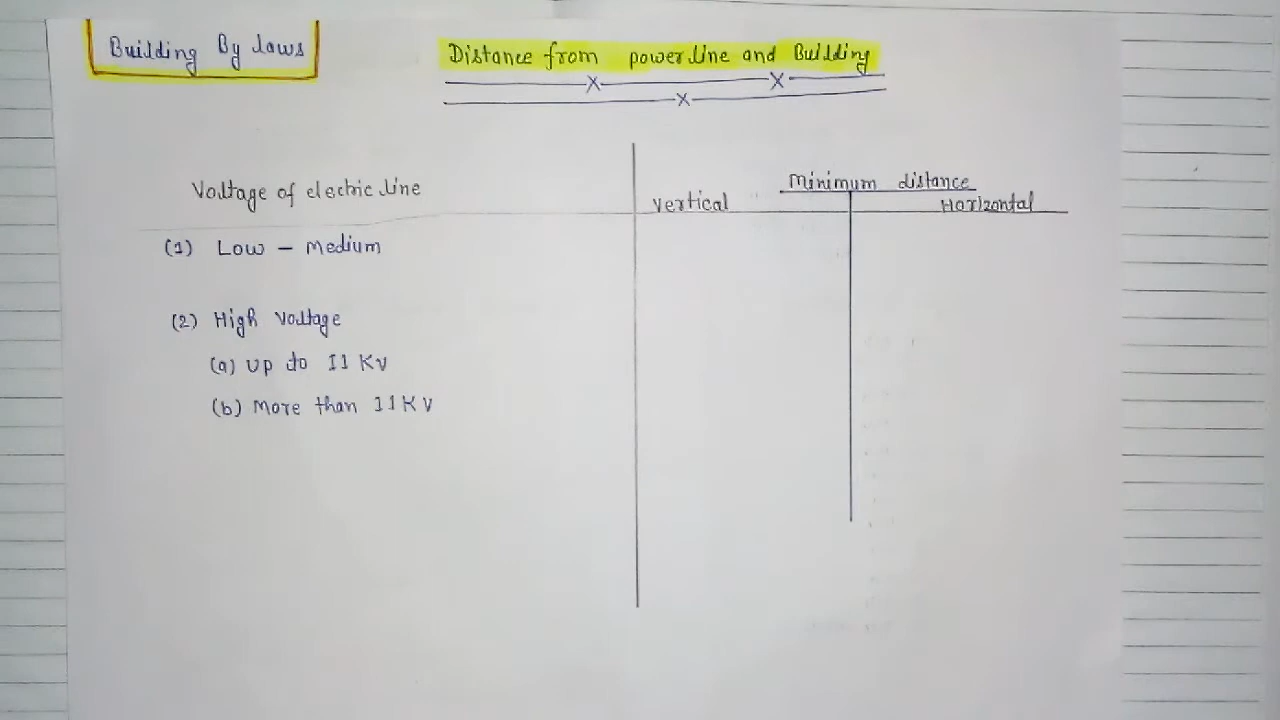 Building By laws
Distance from power line and Building
Voltage of electric line
Minimum distance
Vertical
Horizontal
(1) Low - Medium
(2) High Voltage
(a) Up to 11 KV
(b) More than 11 KV